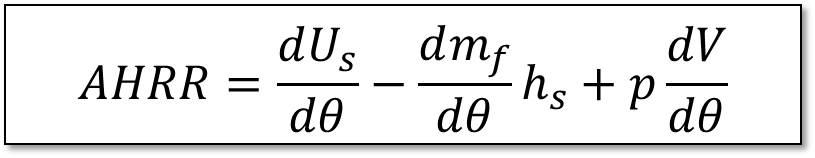 AHRR = dU_s/dθ − dm_f/dθ h_s + p dV/dθ